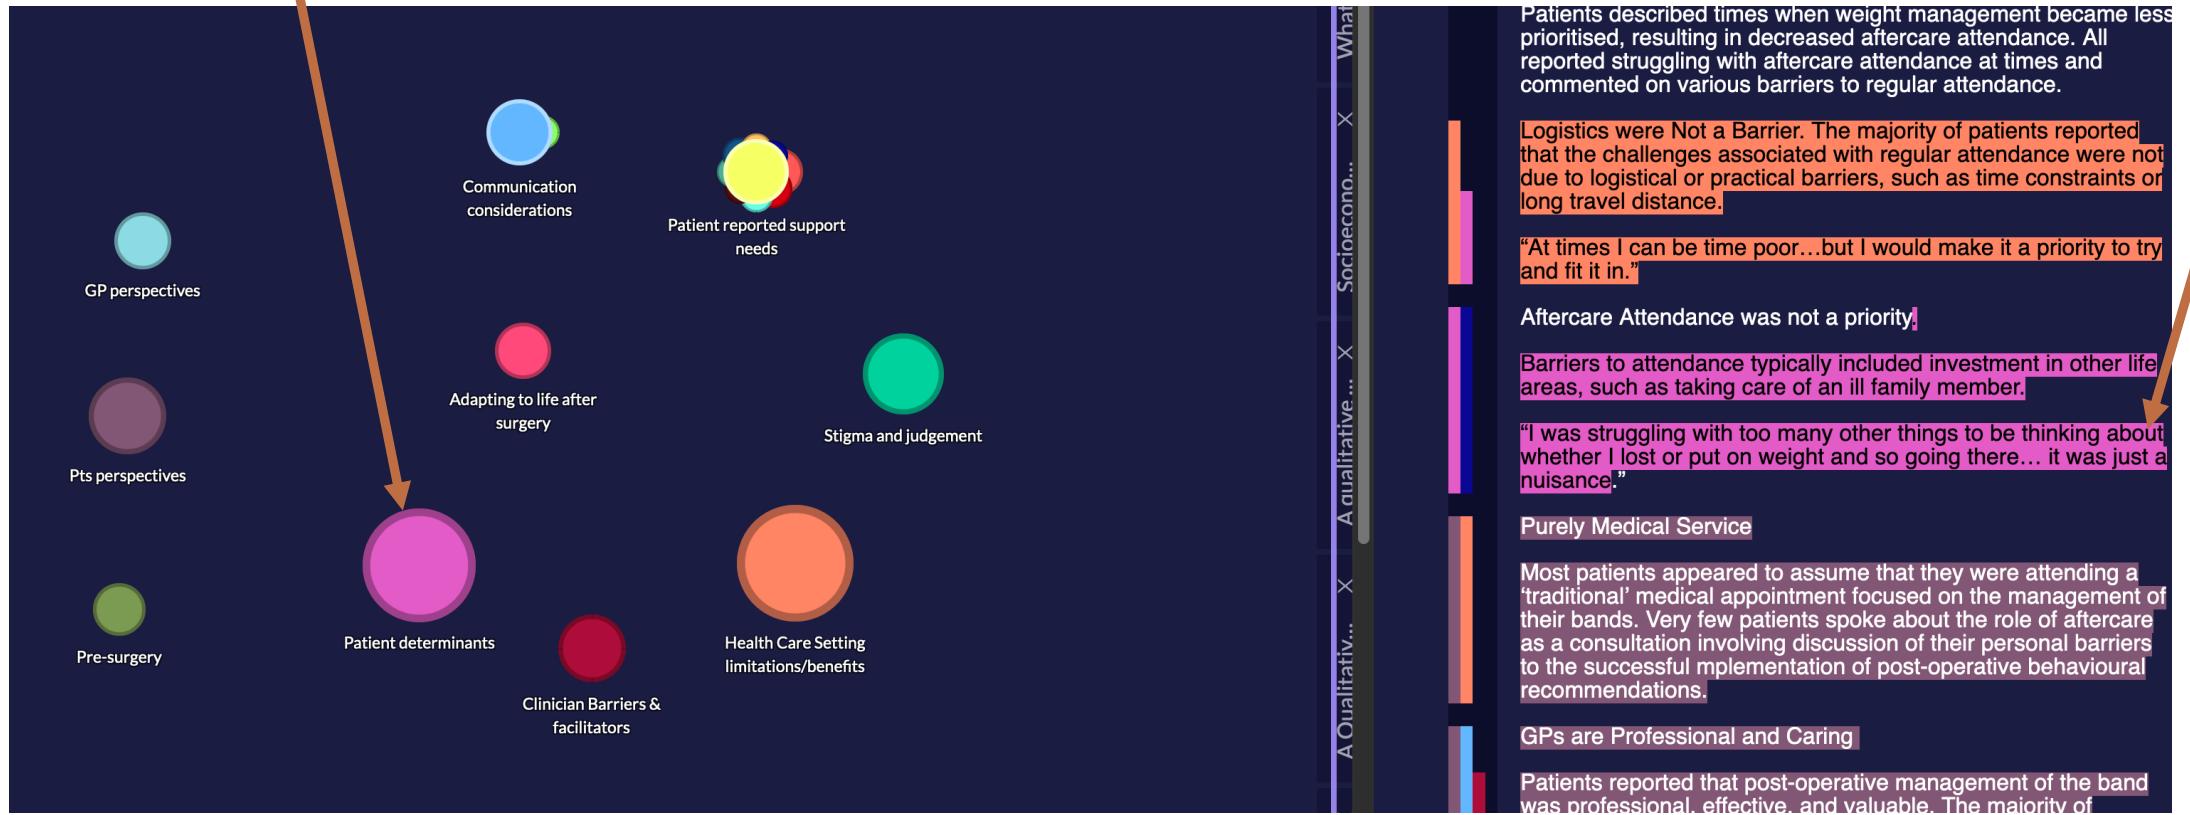 Communication
considerations
Patient reported support
needs
GP perspectives
Adapting to life after
surgery
Stigma and judgement
Pts perspectives
Patient determinants
Health Care Setting
limitations/benefits
Pre-surgery
Clinician Barriers &
facilitators
What
X
Socioecono...
X
A qualitative ...
X
A Qualitativ...
Patients described times when weight management became less
prioritised, resulting in decreased aftercare attendance. All
reported struggling with aftercare attendance at times and
commented on various barriers to regular attendance.
Logistics were Not a Barrier. The majority of patients reported
that the challenges associated with regular attendance were not
due to logistical or practical barriers, such as time constraints or
long travel distance.
“At times I can be time poor…but I would make it a priority to try
and fit it in.”
Aftercare Attendance was not a priority.
Barriers to attendance typically included investment in other life
areas, such as taking care of an ill family member.
“I was struggling with too many other things to be thinking about
whether I lost or put on weight and so going there… it was just a
nuisance.”
Purely Medical Service
Most patients appeared to assume that they were attending a
‘traditional’ medical appointment focused on the management of
their bands. Very few patients spoke about the role of aftercare
as a consultation involving discussion of their personal barriers
to the successful mplementation of post-operative behavioural
recommendations.
GPs are Professional and Caring
Patients reported that post-operative management of the band
was professional, effective, and valuable. The majority of